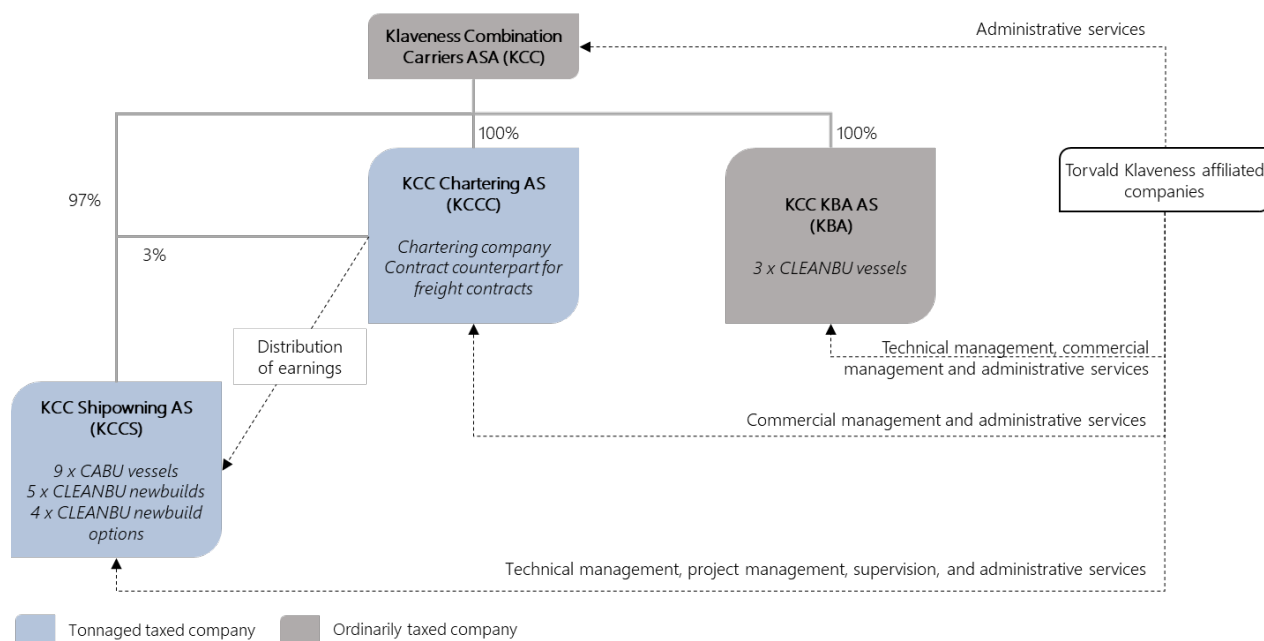 Klaveness Combination
Carriers ASA (KCC)
Administrative services
100%
100%
97%
KCC Chartering AS
(KCCC)
Chartering company
Contract counterpart for
freight contracts
KCC KBA AS
(KBA)
3 x CLEANBU vessels
Torvald Klaveness affiliated
companies
3%
Distribution
of earnings
Technical management, commercial
management and administrative services
KCC Shipowning AS
(KCCS)
9 x CABU vessels
5 x CLEANBU newbuilds
4 x CLEANBU newbuild
options
Commercial management and administrative services
Technical management, project management, supervision, and administrative services
Tonnaged taxed company
Ordinarily taxed company